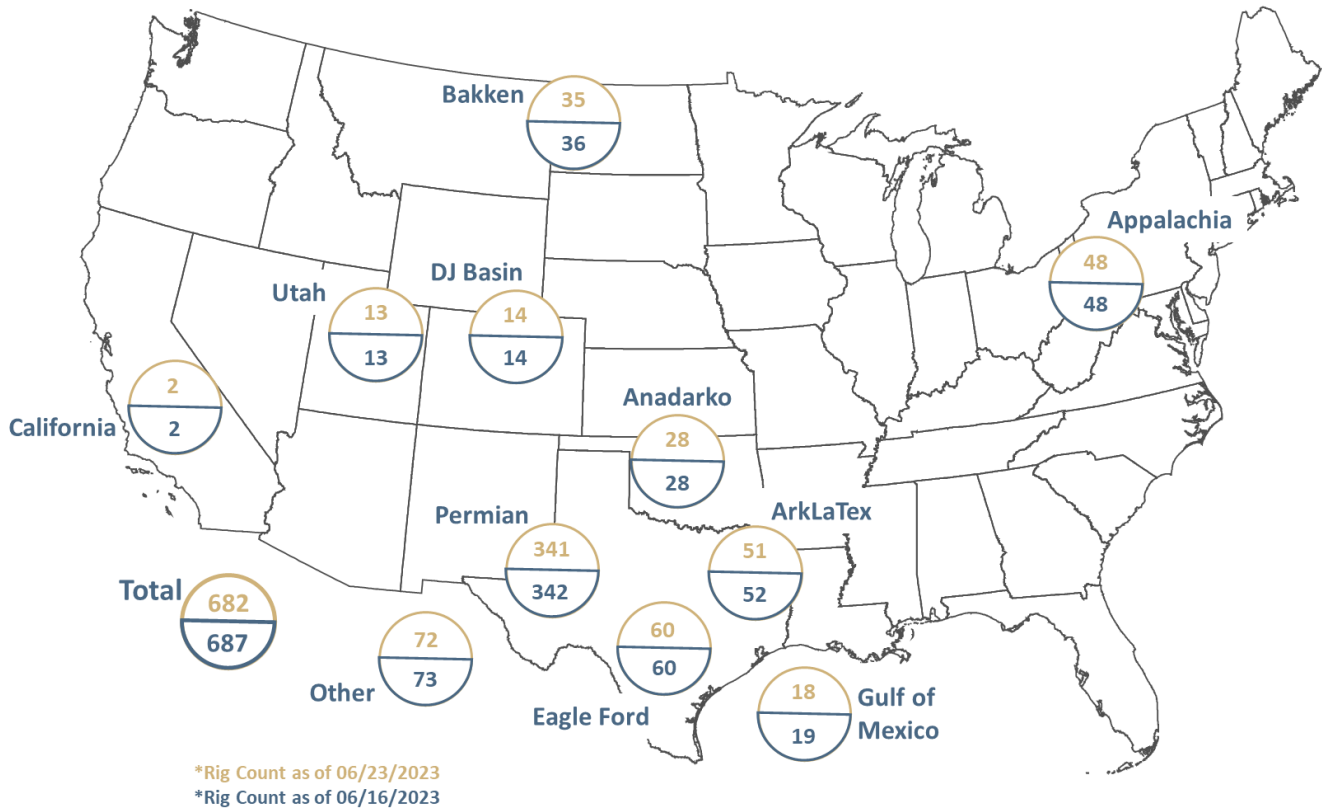 Bakken
35
36
Appalachia
48
48
DJ Basin
14
14
Utah
13
13
California
2
2
Anadarko
28
28
ArkLaTex
51
52
Permian
341
342
Total
682
687
Other
72
73
Eagle Ford
60
60
Gulf of
Mexico
18
19
*Rig Count as of 06/23/2023
*Rig Count as of 06/16/2023